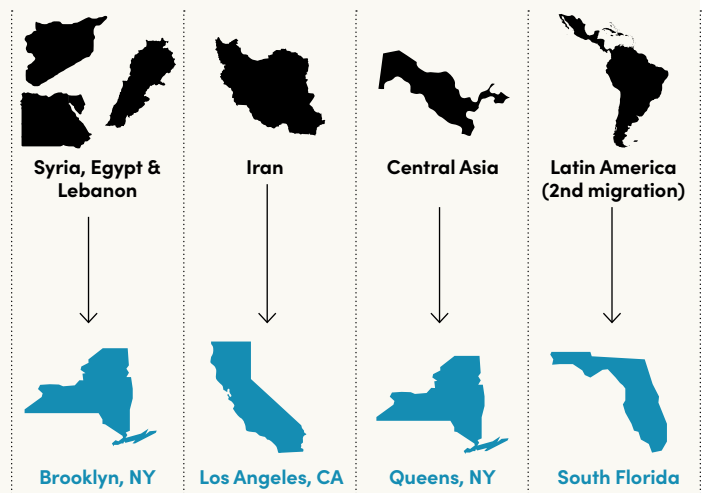 Syria, Egypt &
Lebanon
Iran
Central Asia
Latin America
(2nd migration)
Brooklyn, NY
Los Angeles, CA
Queens, NY
South Florida